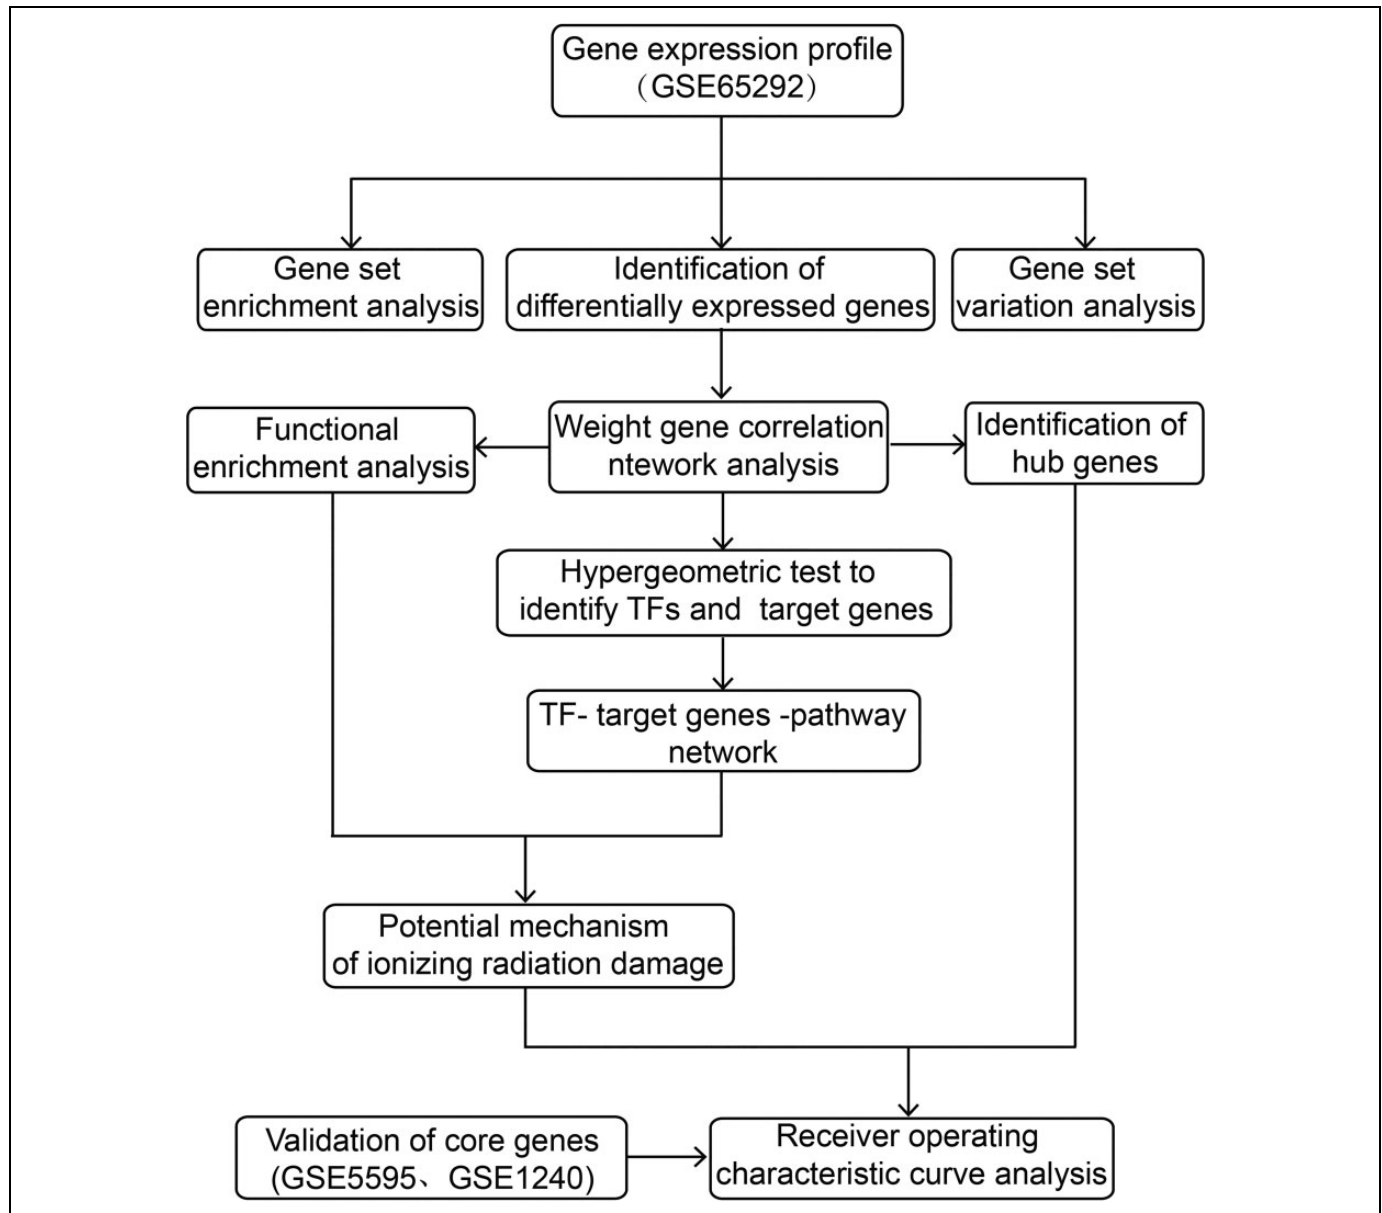 Gene expression profile
（GSE65292）
Gene set
enrichment analysis
Identification of
differentially expressed genes
Gene set
variation analysis
Functional
enrichment analysis
Weight gene correlation
ntework analysis
Identification of
hub genes
Hypergeometric test to
identify TFs and  target genes
TF- target genes -pathway
network
Potential mechanism
of ionizing radiation damage
Validation of core genes
(GSE5595、GSE1240)
Receiver operating
characteristic curve analysis